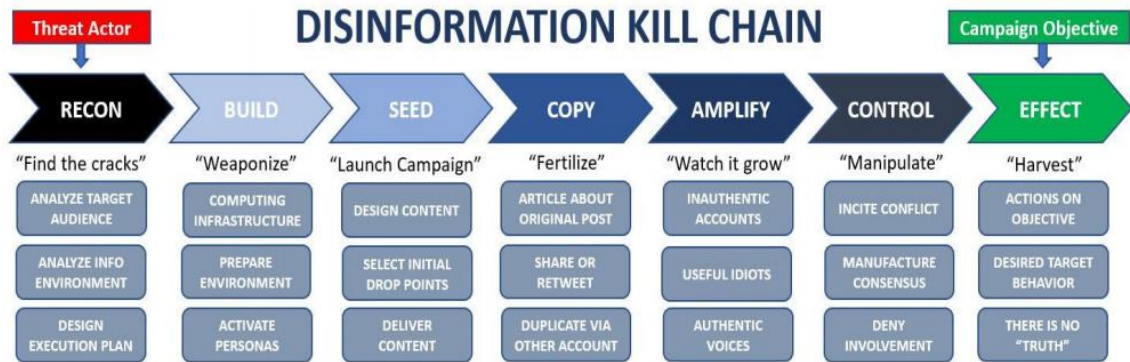 Threat Actor
DISINFORMATION KILL CHAIN
Campaign Objective
RECON
BUILD
SEED
COPY
AMPLIFY
CONTROL
EFFECT
“Find the cracks”
“Weaponize”
“Launch Campaign”
“Fertilize”
“Watch it grow”
“Manipulate”
“Harvest”
ANALYZE TARGET
AUDIENCE
COMPUTING
INFRASTRUCTURE
DESIGN CONTENT
ARTICLE ABOUT
ORIGINAL POST
INAUTHENTIC
ACCOUNTS
INCITE CONFLICT
ACTIONS ON
OBJECTIVE
ANALYZE INFO
ENVIRONMENT
PREPARE
ENVIRONMENT
SELECT INITIAL
DROP POINTS
SHARE OR
RETWEET
USEFUL IDIOTS
MANUFACTURE
CONSENSUS
DESIRED TARGET
BEHAVIOR
DESIGN
EXECUTION PLAN
ACTIVATE
PERSONAS
DELIVER
CONTENT
DUPLICATE VIA
OTHER ACCOUNT
AUTHENTIC
VOICES
DENY
INVOLVEMENT
THERE IS NO
“TRUTH”